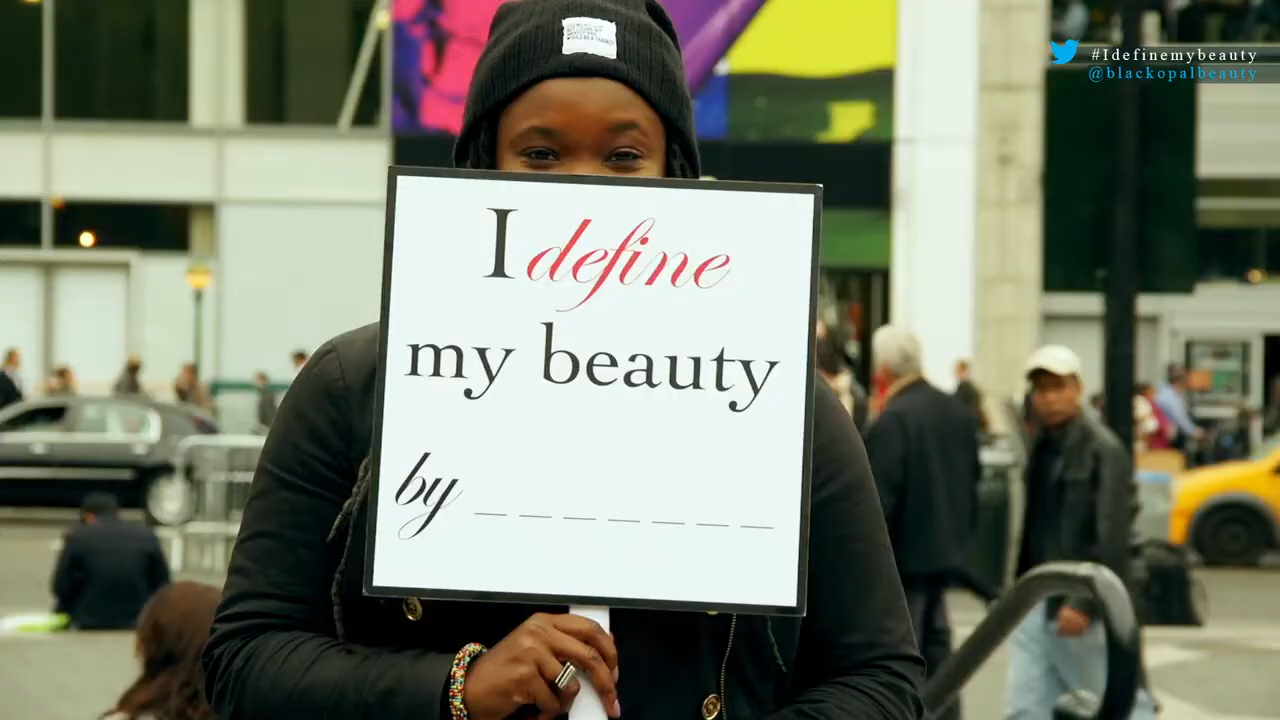 #Idefinemybeauty
@blackopalbeauty
I define
my beauty
by _ _ _ _ _ _ _